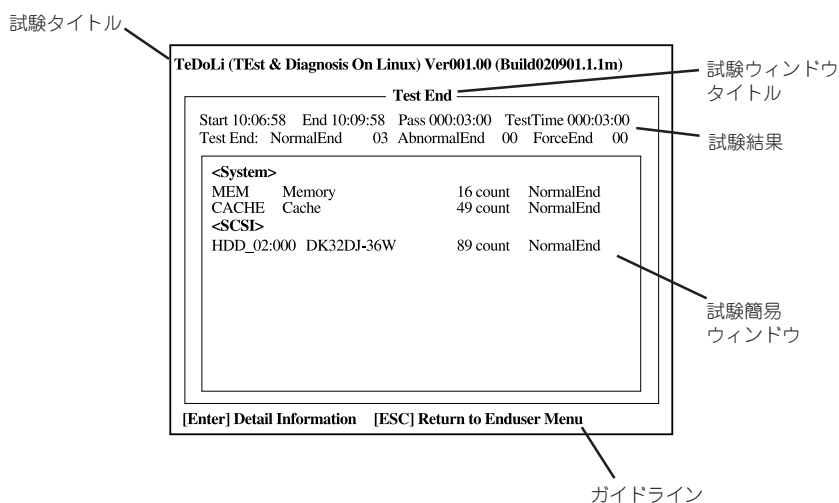 試験タイトル
TeDoLi (TEst & Diagnosis On Linux) Ver001.00 (Build020901.1.1m)
試験ウィンドウ
タイトル
Test End
Start 10:06:58 End 10:09:58 Pass 000:03:00 TestTime 000:03:00
Test End: NormalEnd 03 AbnormalEnd 00 ForceEnd 00
試験結果
<System>
MEM Memory 16 count NormalEnd
CACHE Cache 49 count NormalEnd
<SCSI>
HDD_02:000 DK32DJ-36W 89 count NormalEnd
試験簡易
ウィンドウ
[Enter] Detail Information [ESC] Return to Enduser Menu
ガイドライン